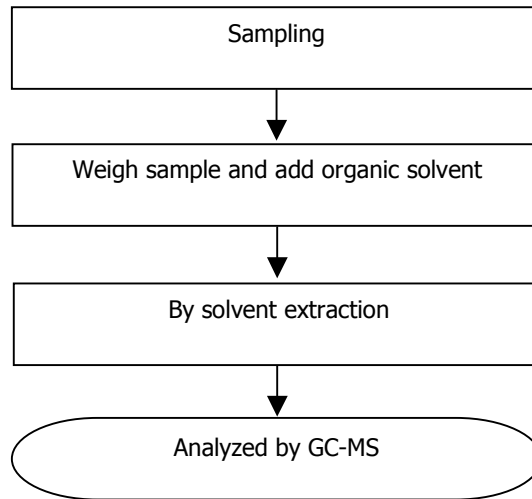 Sampling
Weigh sample and add organic solvent
By solvent extraction
Analyzed by GC-MS